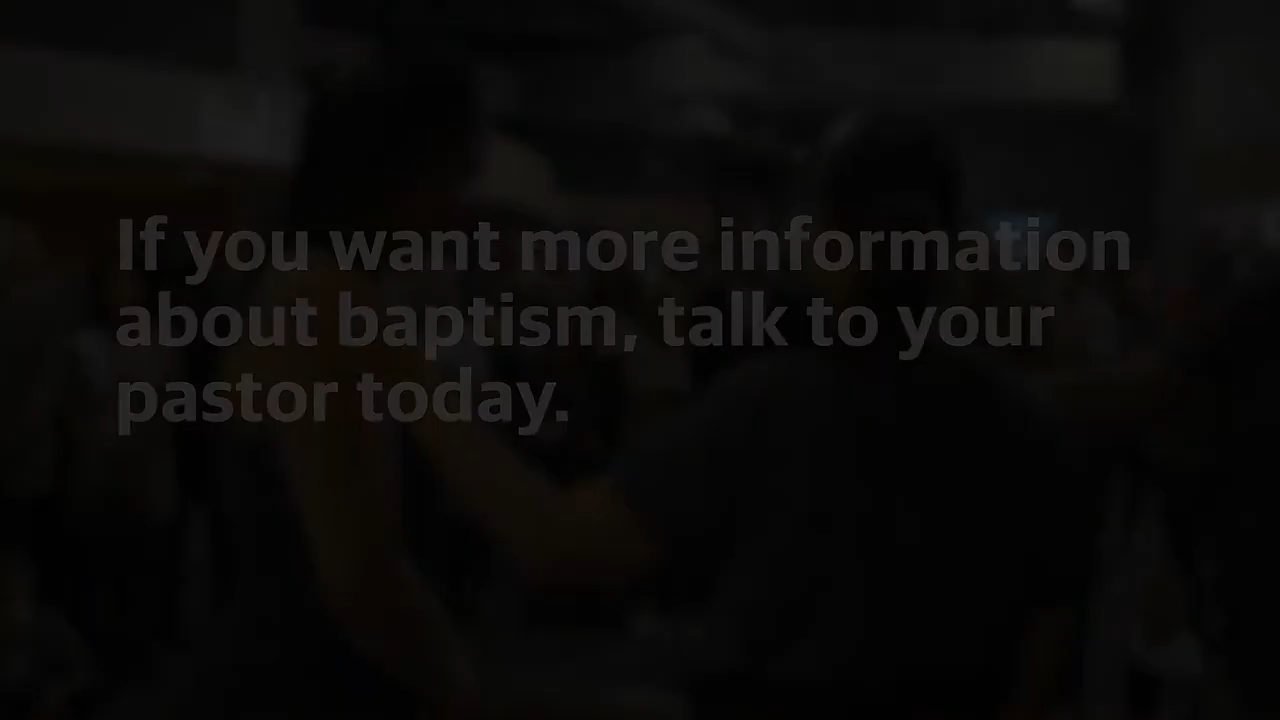 If you want more information
about baptism, talk to your
pastor today.